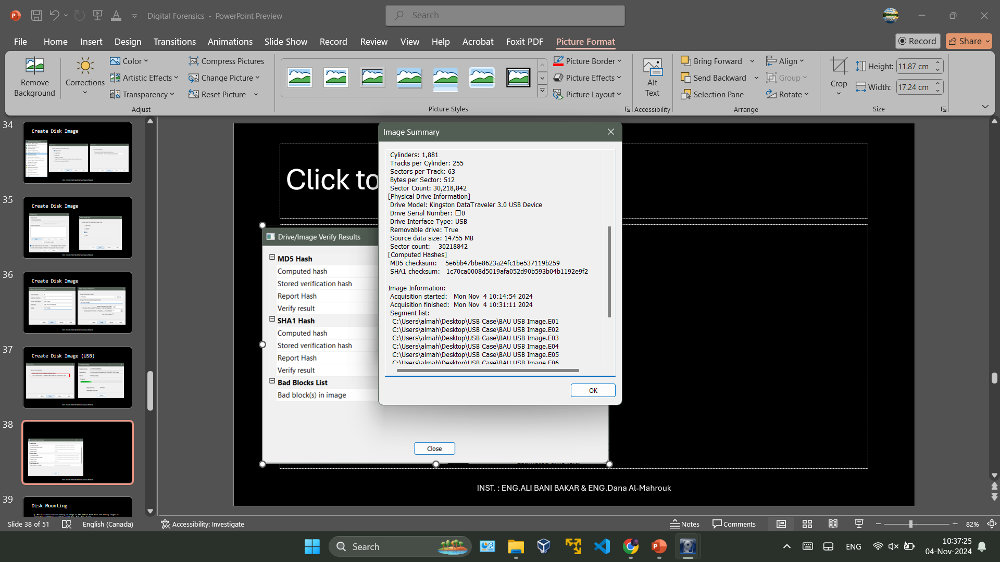 Digital Forensics - PowerPoint Preview
Search
File Home Insert Design Transitions Animations Slide Show Record Review View Help Acrobat Foxit PDF Picture Format
Record
Share
Remove Background
Corrections
Color
Artistic Effects
Transparency
Compress Pictures
Change Picture
Reset Picture
Adjust
Picture Styles
Picture Border
Picture Effects
Picture Layout
Alt Text
Accessibility
Bring Forward
Send Backward
Selection Pane
Align
Group
Rotate
Arrange
Crop
Height: 11.87 cm
Width: 17.24 cm
Size
34
Create Disk Image
35
Create Disk Image
36
Create Disk Image
37
Create Disk Image (USB)
38
39
Disk Mounting
Click to
Drive/Image Verify Results
MD5 Hash
Computed hash
Stored verification hash
Report Hash
Verify result
SHA1 Hash
Computed hash
Stored verification hash
Report Hash
Verify result
Bad Blocks List
Bad block(s) in image
Close
Image Summary
Cylinders: 1,881
Tracks per Cylinder: 255
Sectors per Track: 63
Bytes per Sector: 512
Sector Count: 30,218,842
[Physical Drive Information]
Drive Model: Kingston DataTraveler 3.0 USB Device
Drive Serial Number: □0
Drive Interface Type: USB
Removable drive: True
Source data size: 14755 MB
Sector count: 30218842
[Computed Hashes]
MD5 checksum: 5e6bb47bbe8623a24fc1be537119b259
SHA1 checksum: 1c70ca0008d5019afa052d90b593b04b1192e9f2
Image Information:
Acquisition started: Mon Nov 4 10:14:54 2024
Acquisition finished: Mon Nov 4 10:31:11 2024
Segment list:
C:\Users\almah\Desktop\USB Case\BAU USB Image.E01
C:\Users\almah\Desktop\USB Case\BAU USB Image.E02
C:\Users\almah\Desktop\USB Case\BAU USB Image.E03
C:\Users\almah\Desktop\USB Case\BAU USB Image.E04
C:\Users\almah\Desktop\USB Case\BAU USB Image.E05
C:\Users\almah\Desktop\USB Case\BAU USB Image.E06
OK
INST. : ENG.ALI BANI BAKAR & ENG.Dana Al-Mahrouk
Slide 38 of 51
English (Canada)
Accessibility: Investigate
Notes
Comments
82%
Search
ENG
10:37:25
04-Nov-2024